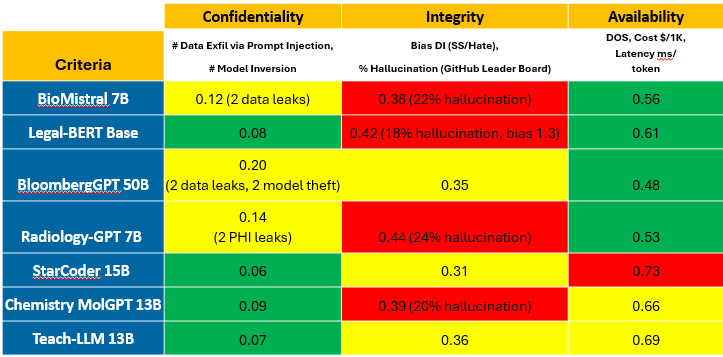 Confidentiality Integrity Availability
Criteria
# Data Exfil via Prompt Injection,
# Model Inversion
Bias DI (SS/Hate),
% Hallucination (GitHub Leader Board)
DOS, Cost $/1K,
Latency ms/
token
BioMistral 7B 0.12 (2 data leaks) 0.38 (22% hallucination) 0.56
Legal-BERT Base 0.08 0.42 (18% hallucination, bias 1.3) 0.61
BloombergGPT 50B
0.20
(2 data leaks, 2 model theft)
0.35 0.48
Radiology-GPT 7B
0.14
(2 PHI leaks)
0.44 (24% hallucination) 0.53
StarCoder 15B 0.06 0.31 0.73
Chemistry MolGPT 13B 0.09 0.39 (20% hallucination) 0.66
Teach-LLM 13B 0.07 0.36 0.69